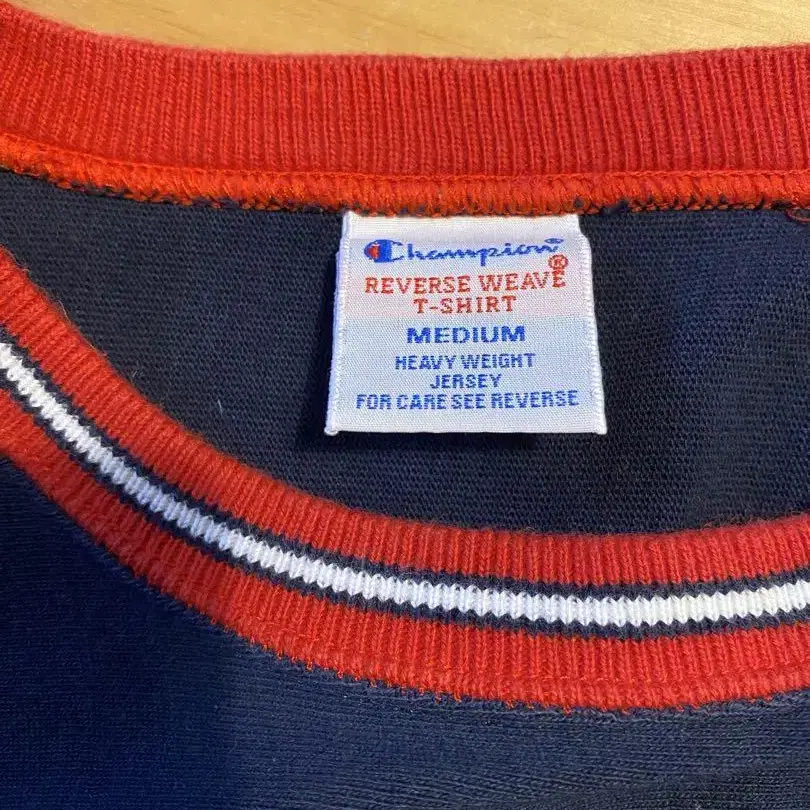 Champion
REVERSE WEAVE®
T-SHIRT
MEDIUM
HEAVY WEIGHT
JERSEY
FOR CARE SEE REVERSE